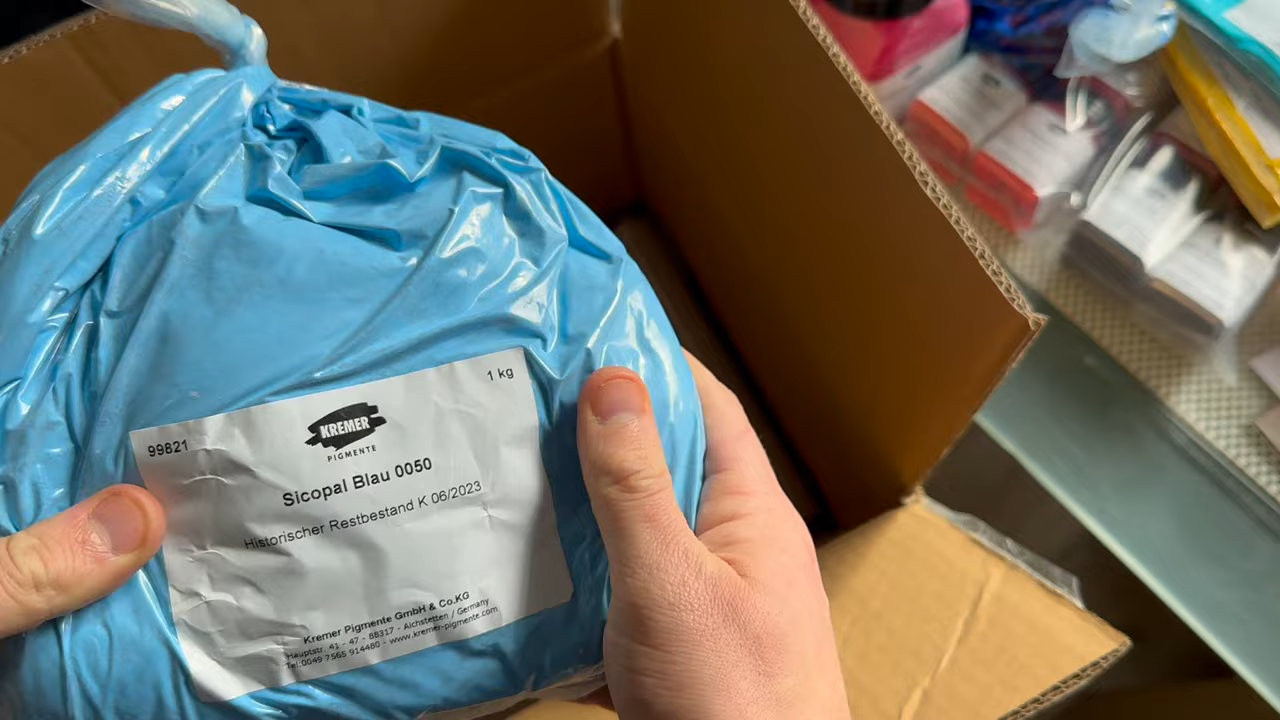 1 kg
99821
KREMER
PIGMENTE
Sicopal Blau 0050
Historischer Restbestand K 06/2023
Kremer Pigmente GmbH & Co.KG
Hauptstr. 41 - 47 - 88317 - Aichstetten / Germany
Tel.0049 7565 914480 - www.kremer-pigmente.com